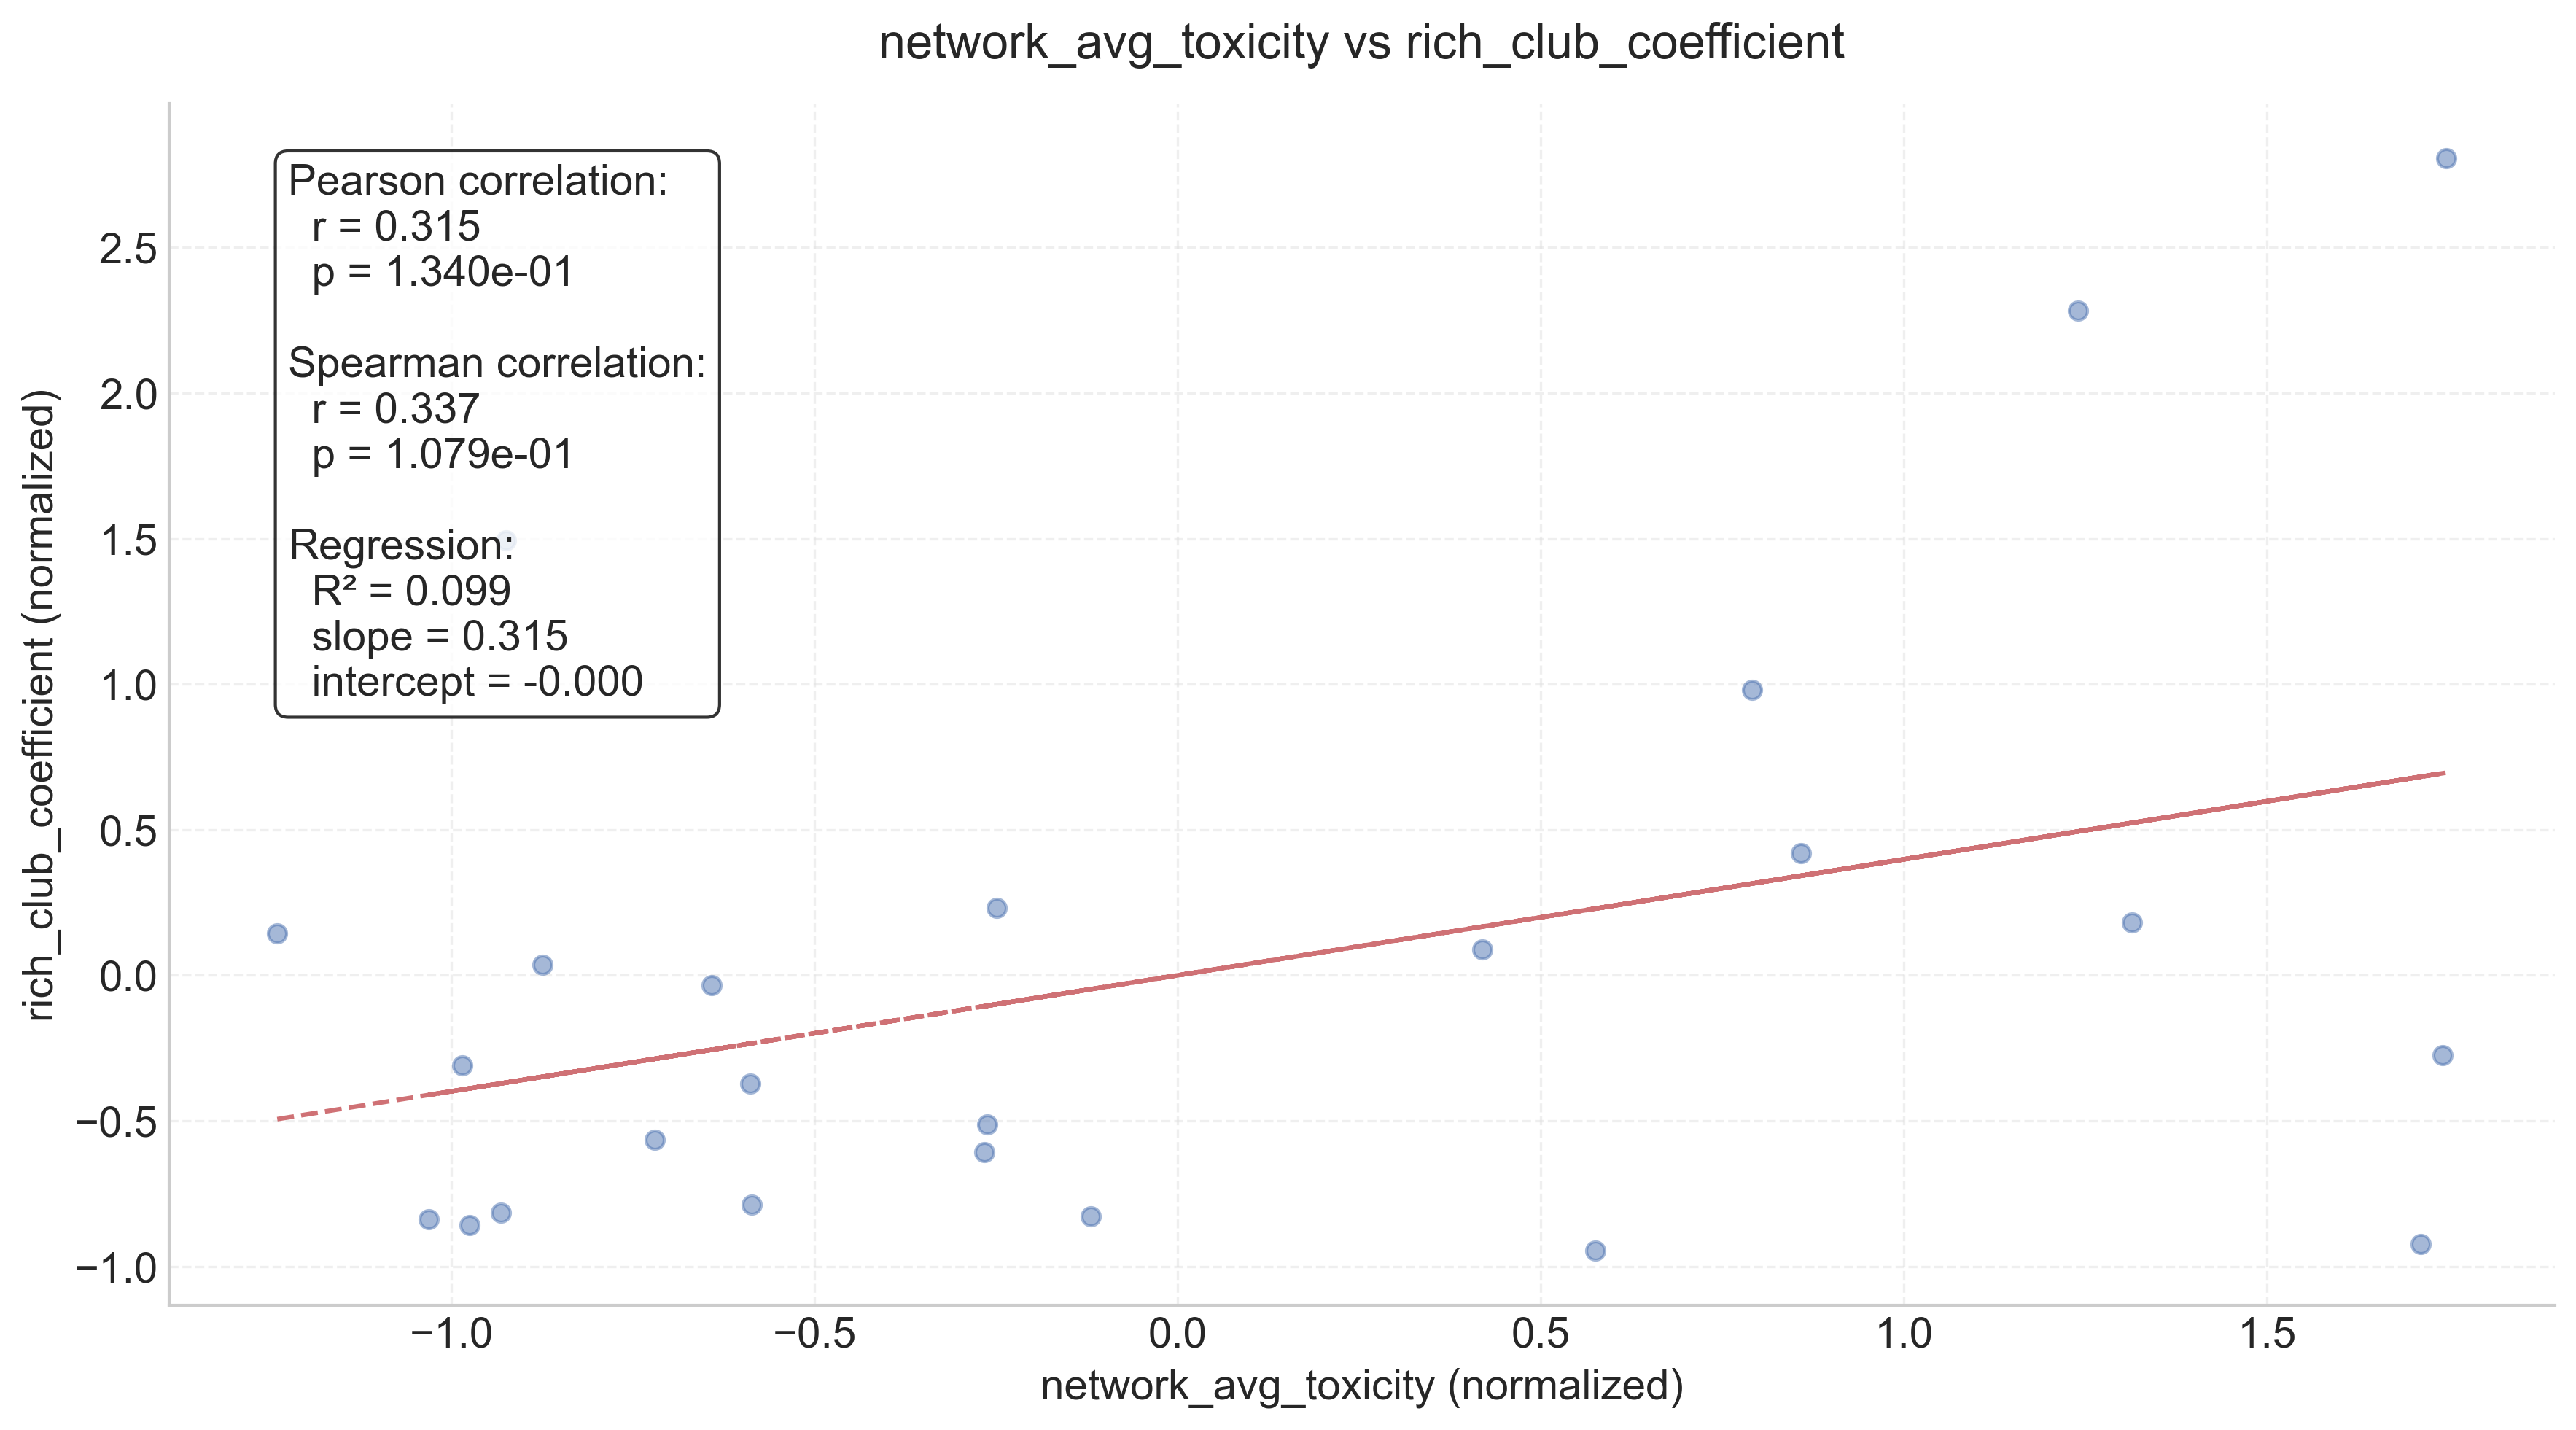 network_avg_toxicity vs rich_club_coefficient
Pearson correlation:
r = 0.315
p = 1.340e-01
Spearman correlation:
r = 0.337
p = 1.079e-01
Regression:
R² = 0.099
slope = 0.315
intercept = -0.000
rich_club_coefficient (normalized)
2.5
2.0
1.5
1.0
0.5
0.0
−0.5
−1.0
−1.0 −0.5 0.0 0.5 1.0 1.5
network_avg_toxicity (normalized)